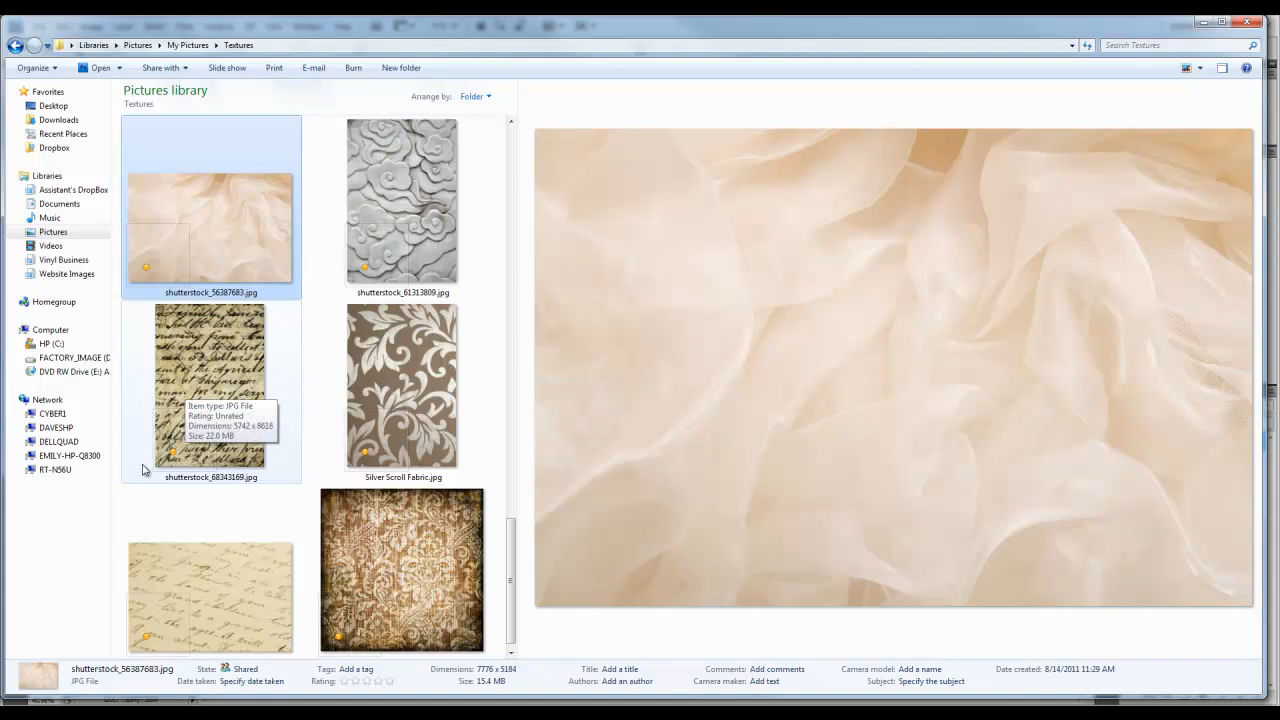 Libraries Pictures My Pictures Textures Search Textures
Organize Open Share with Slide show Print E-mail Burn New folder
Favorites
Desktop
Downloads
Recent Places
Dropbox
Libraries
Assistant's DropBox
Documents
Music
Pictures
Videos
Vinyl Business
Website Images
Homegroup
Computer
HP (C:)
FACTORY_IMAGE (D
DVD RW Drive (E:) A
Network
CYBER1
DAVESHP
DELLQUAD
EMILY-HP-Q8300
RT-N56U
Pictures library
Textures
Arrange by: Folder
shutterstock_56387683.jpg
shutterstock_61313809.jpg
Item type: JPG File
Rating: Unrated
Dimensions: 5742 x 8618
Size: 22.0 MB
shutterstock_68343169.jpg
Silver Scroll Fabric.jpg
shutterstock_56387683.jpg State: Shared Tags: Add a tag Dimensions: 7776 x 5184 Title: Add a title Comments: Add comments Camera model: Add a name Date created: 8/14/2011 11:29 AM
JPG File Date taken: Specify date taken Rating: Size: 15.4 MB Authors: Add an author Camera maker: Add text Subject: Specify the subject